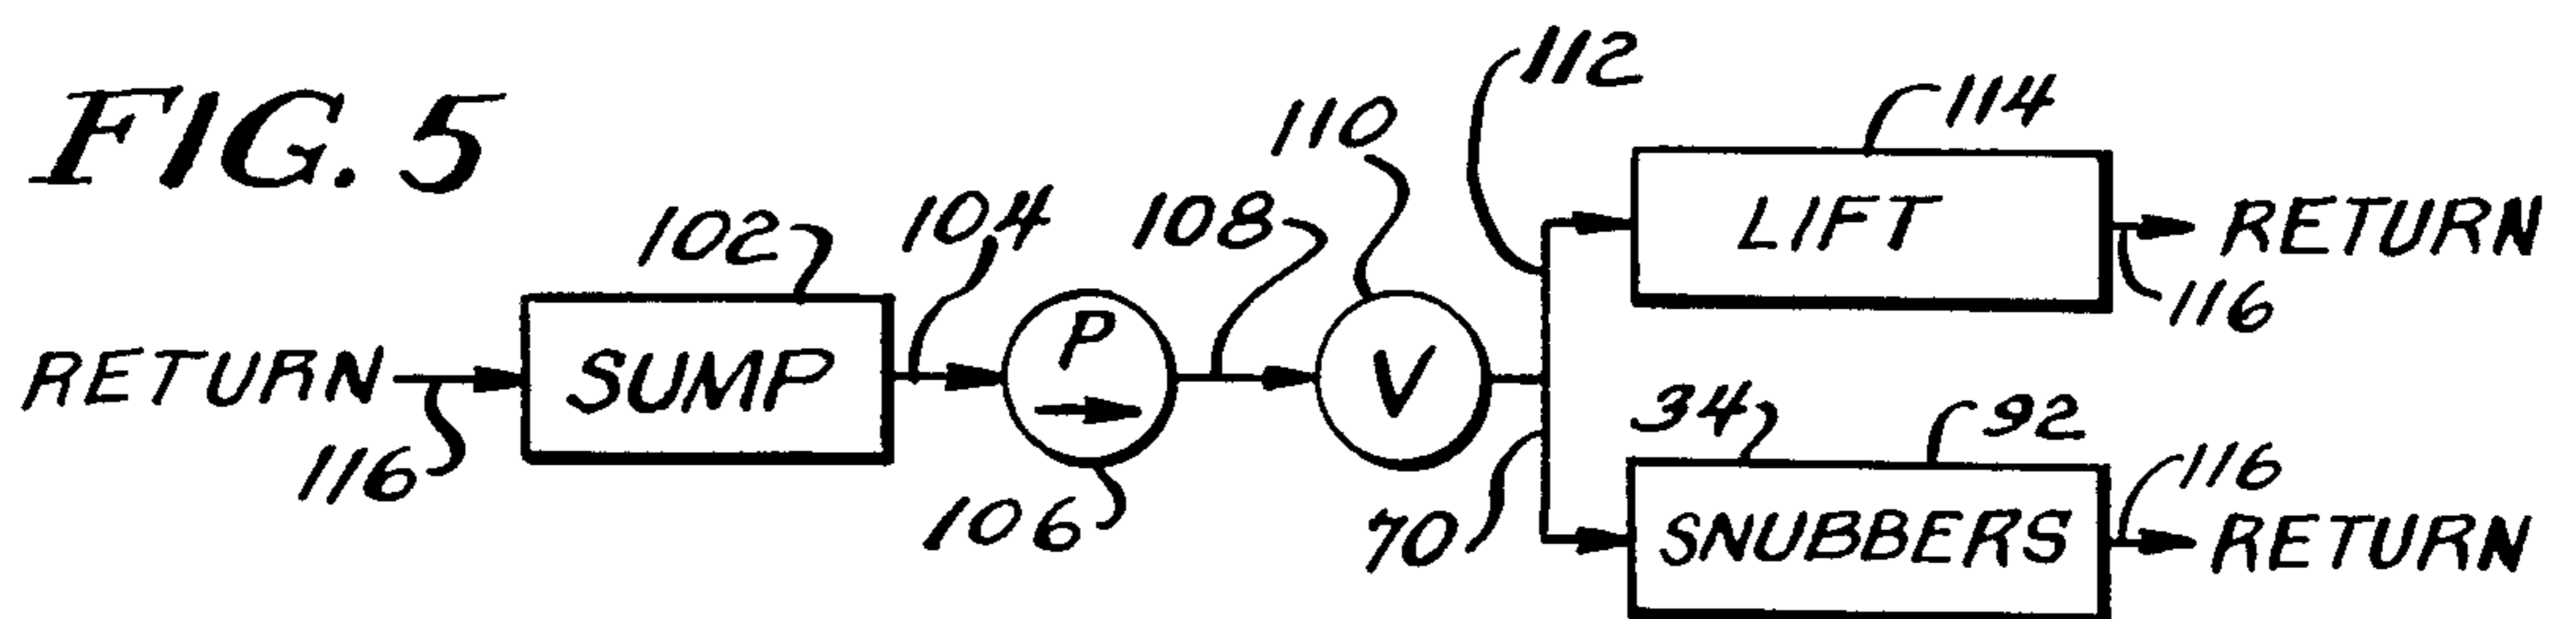 FIG. 5
112
114
110
102
104
108
LIFT
RETURN
116
RETURN
SUMP
P
V
34
92
116
116
106
70
SNUBBERS
RETURN